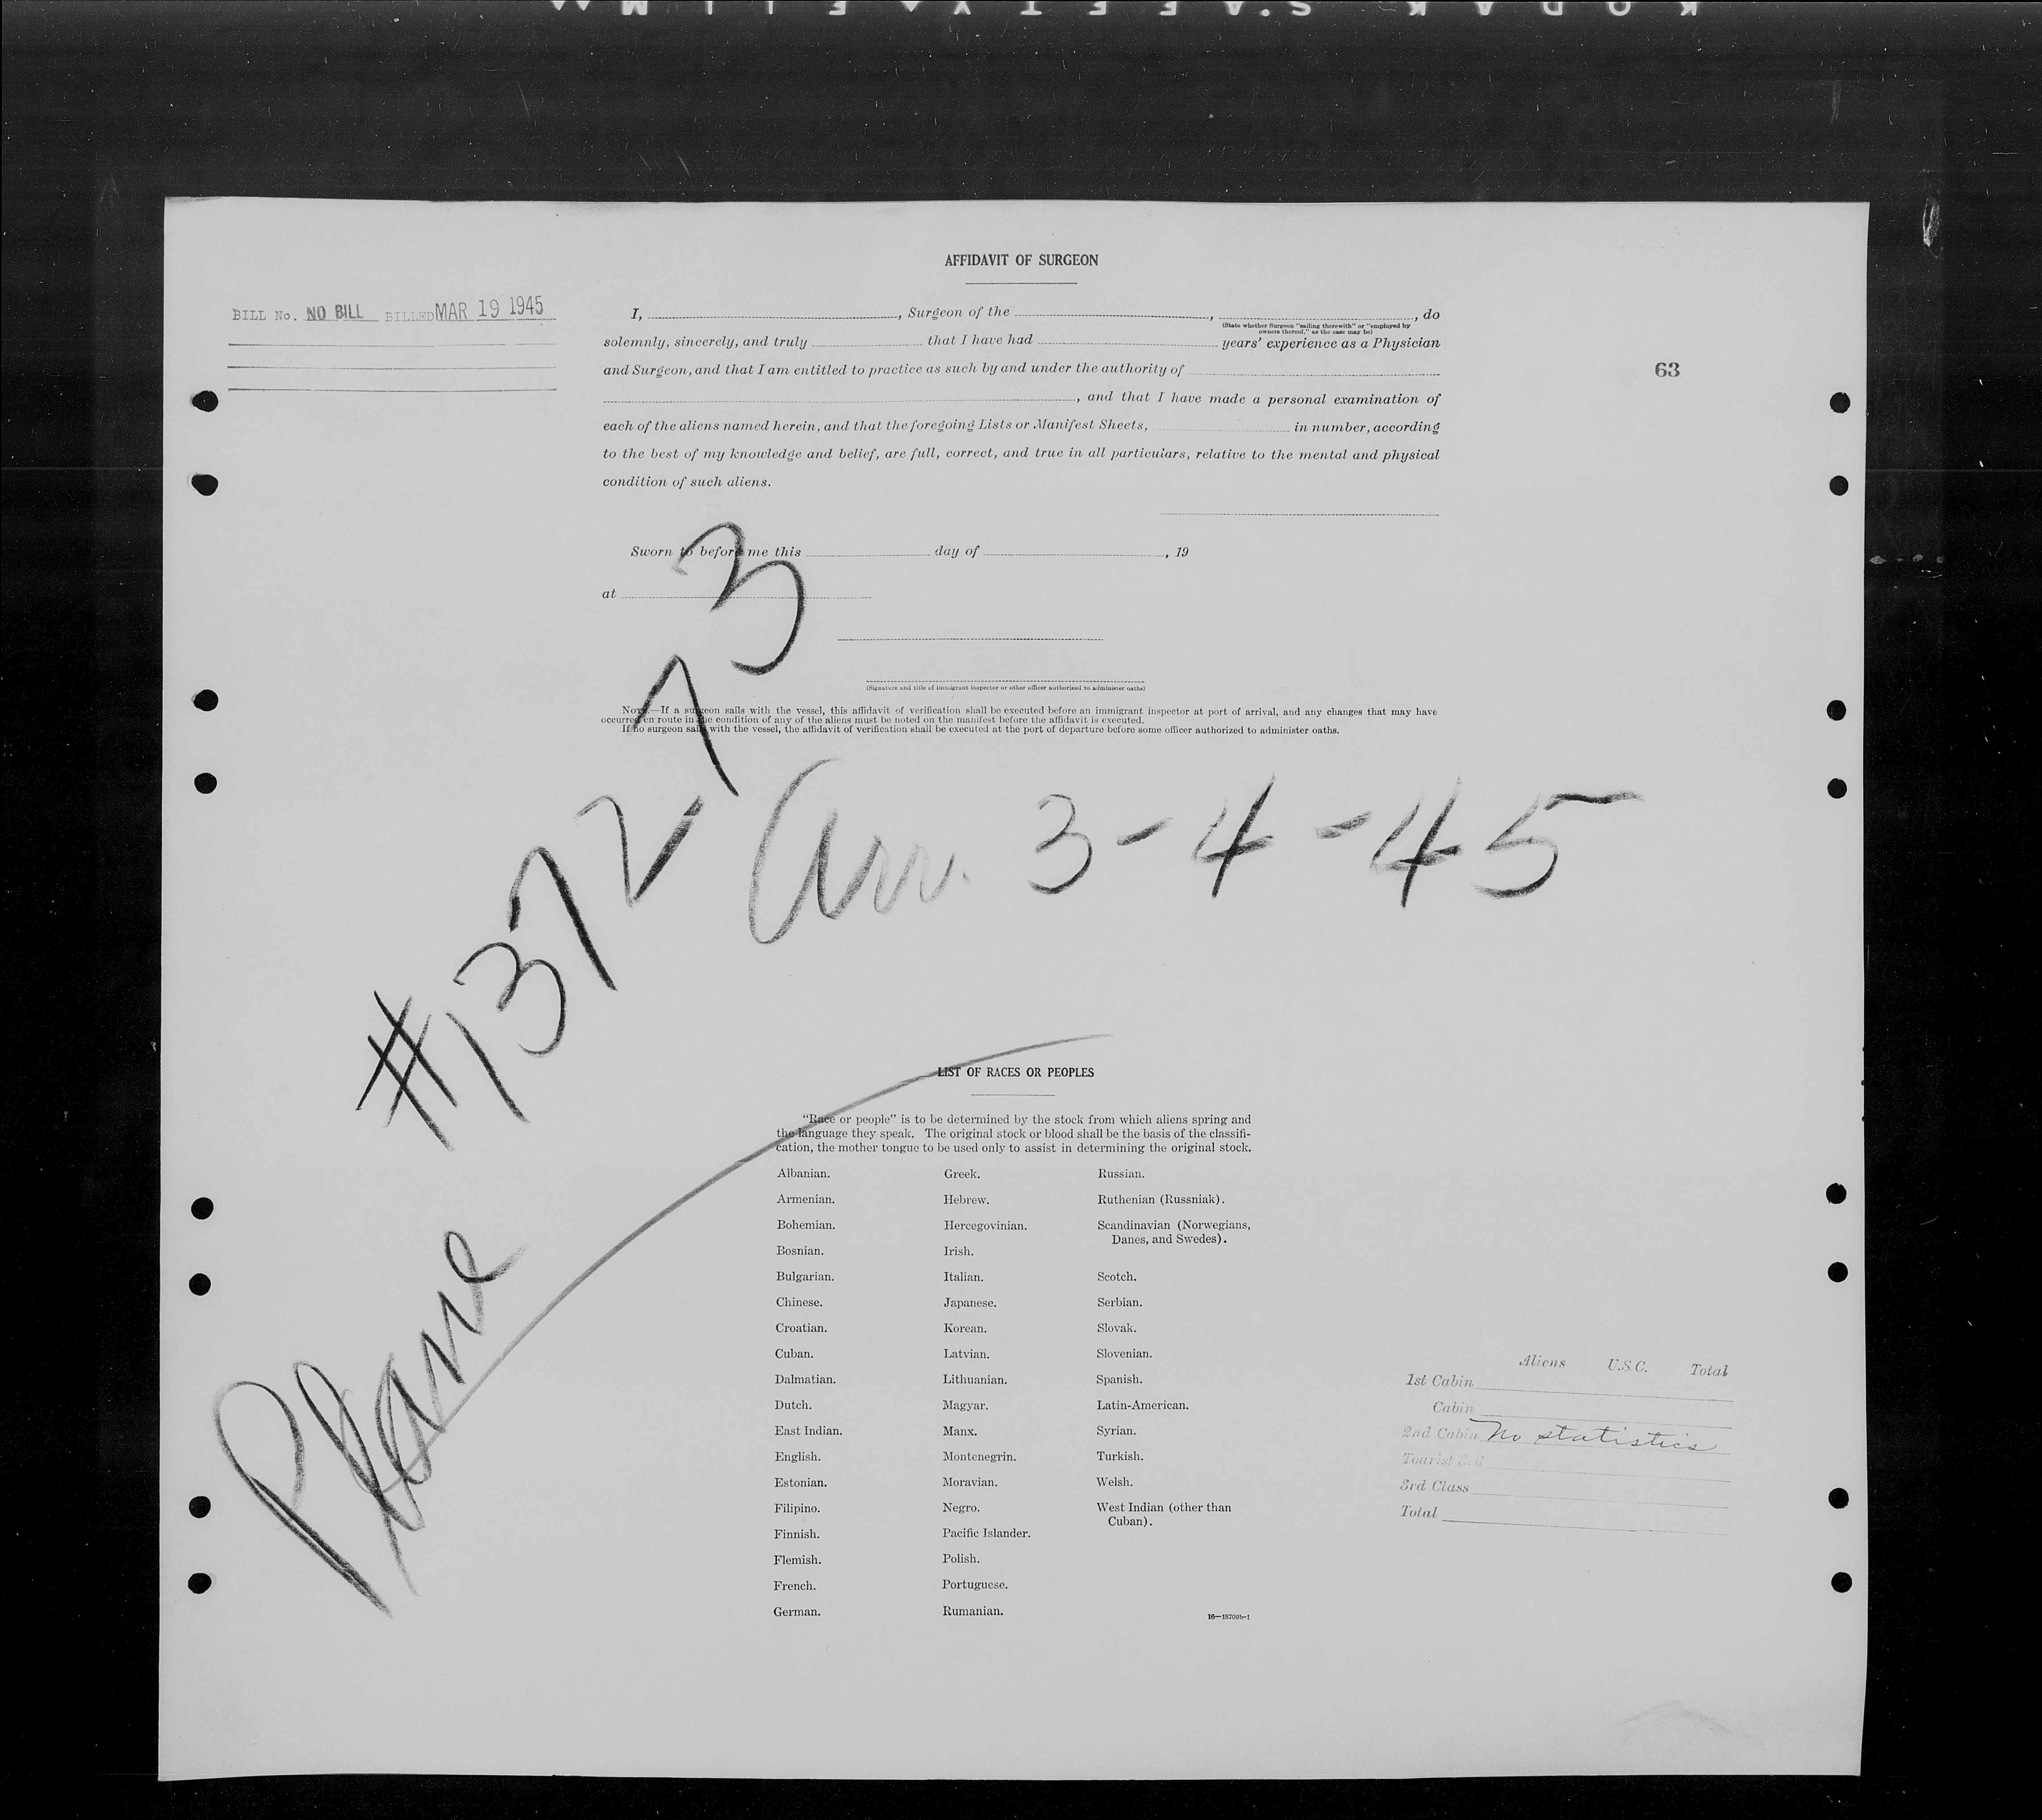 KODAK SAFETY FILM
AFFIDAVIT OF SURGEON
BILL No. NO BILL BILLED MAR 19 1945
I, , Surgeon of the , , do
(State whether Surgeon "sailing therewith" or "employed by
owners thereof," as the case may be)
solemnly, sincerely, and truly that I have had years' experience as a Physician
and Surgeon, and that I am entitled to practice as such by and under the authority of
63
, and that I have made a personal examination of
each of the aliens named herein, and that the foregoing Lists or Manifest Sheets, in number, according
to the best of my knowledge and belief, are full, correct, and true in all particulars, relative to the mental and physical
condition of such aliens.
Sworn to before me this day of , 19
at
(Signature and title of immigrant inspector or other officer authorized to administer oaths)
NOTE.—If a surgeon sails with the vessel, this affidavit of verification shall be executed before an immigrant inspector at port of arrival, and any changes that may have
occurred en route in the condition of any of the aliens must be noted on the manifest before the affidavit is executed.
If no surgeon sails with the vessel, the affidavit of verification shall be executed at the port of departure before some officer authorized to administer oaths.
Plane #137273
Arr. 3-4-45
LIST OF RACES OR PEOPLES
"Race or people" is to be determined by the stock from which aliens spring and
the language they speak. The original stock or blood shall be the basis of the classifi-
cation, the mother tongue to be used only to assist in determining the original stock.
Albanian.
Armenian.
Bohemian.
Bosnian.
Bulgarian.
Chinese.
Croatian.
Cuban.
Dalmatian.
Dutch.
East Indian.
English.
Estonian.
Filipino.
Finnish.
Flemish.
French.
German.
Greek.
Hebrew.
Hercegovinian.
Irish.
Italian.
Japanese.
Korean.
Latvian.
Lithuanian.
Magyar.
Manx.
Montenegrin.
Moravian.
Negro.
Pacific Islander.
Polish.
Portuguese.
Rumanian.
Russian.
Ruthenian (Russniak).
Scandinavian (Norwegians,
Danes, and Swedes).
Scotch.
Serbian.
Slovak.
Slovenian.
Spanish.
Latin-American.
Syrian.
Turkish.
Welsh.
West Indian (other than
Cuban).
Aliens U.S.C. Total
1st Cabin
Cabin
2nd Cabin No statistics
Tourist 3rd
3rd Class
Total